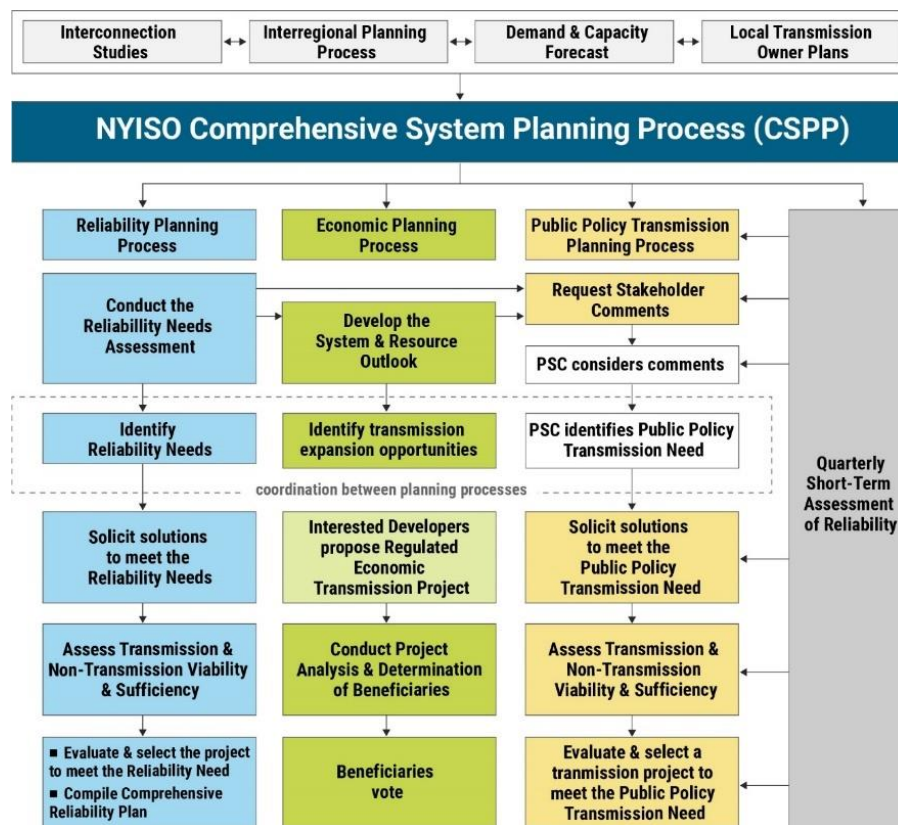 Interconnection
Studies
Interregional Planning
Process
Demand & Capacity
Forecast
Local Transmission
Owner Plans
NYISO Comprehensive System Planning Process (CSPP)
Reliability Planning
Process
Economic Planning
Process
Public Policy Transmission
Planning Process
Conduct the
Reliability Needs
Assessment
Develop the
System & Resource
Outlook
Request Stakeholder
Comments
PSC considers comments
Identify
Reliability Needs
Identify transmission
expansion opportunities
PSC identifies Public Policy
Transmission Need
coordination between planning processes
Quarterly
Short-Term
Assessment
of Reliability
Solicit solutions
to meet the
Reliability Needs
Interested Developers
propose Regulated
Economic
Transmission Project
Solicit solutions
to meet the
Public Policy
Transmission Need
Assess Transmission &
Non-Transmission Viability
& Sufficiency
Conduct Project
Analysis & Determination
of Beneficiaries
Assess Transmission &
Non-Transmission
Viability & Sufficiency
■ Evaluate & select the project
to meet the Reliability Need
■ Compile Comprehensive
Reliability Plan
Beneficiaries
vote
Evaluate & select a
tranmission project to
meet the Public Policy
Transmission Need